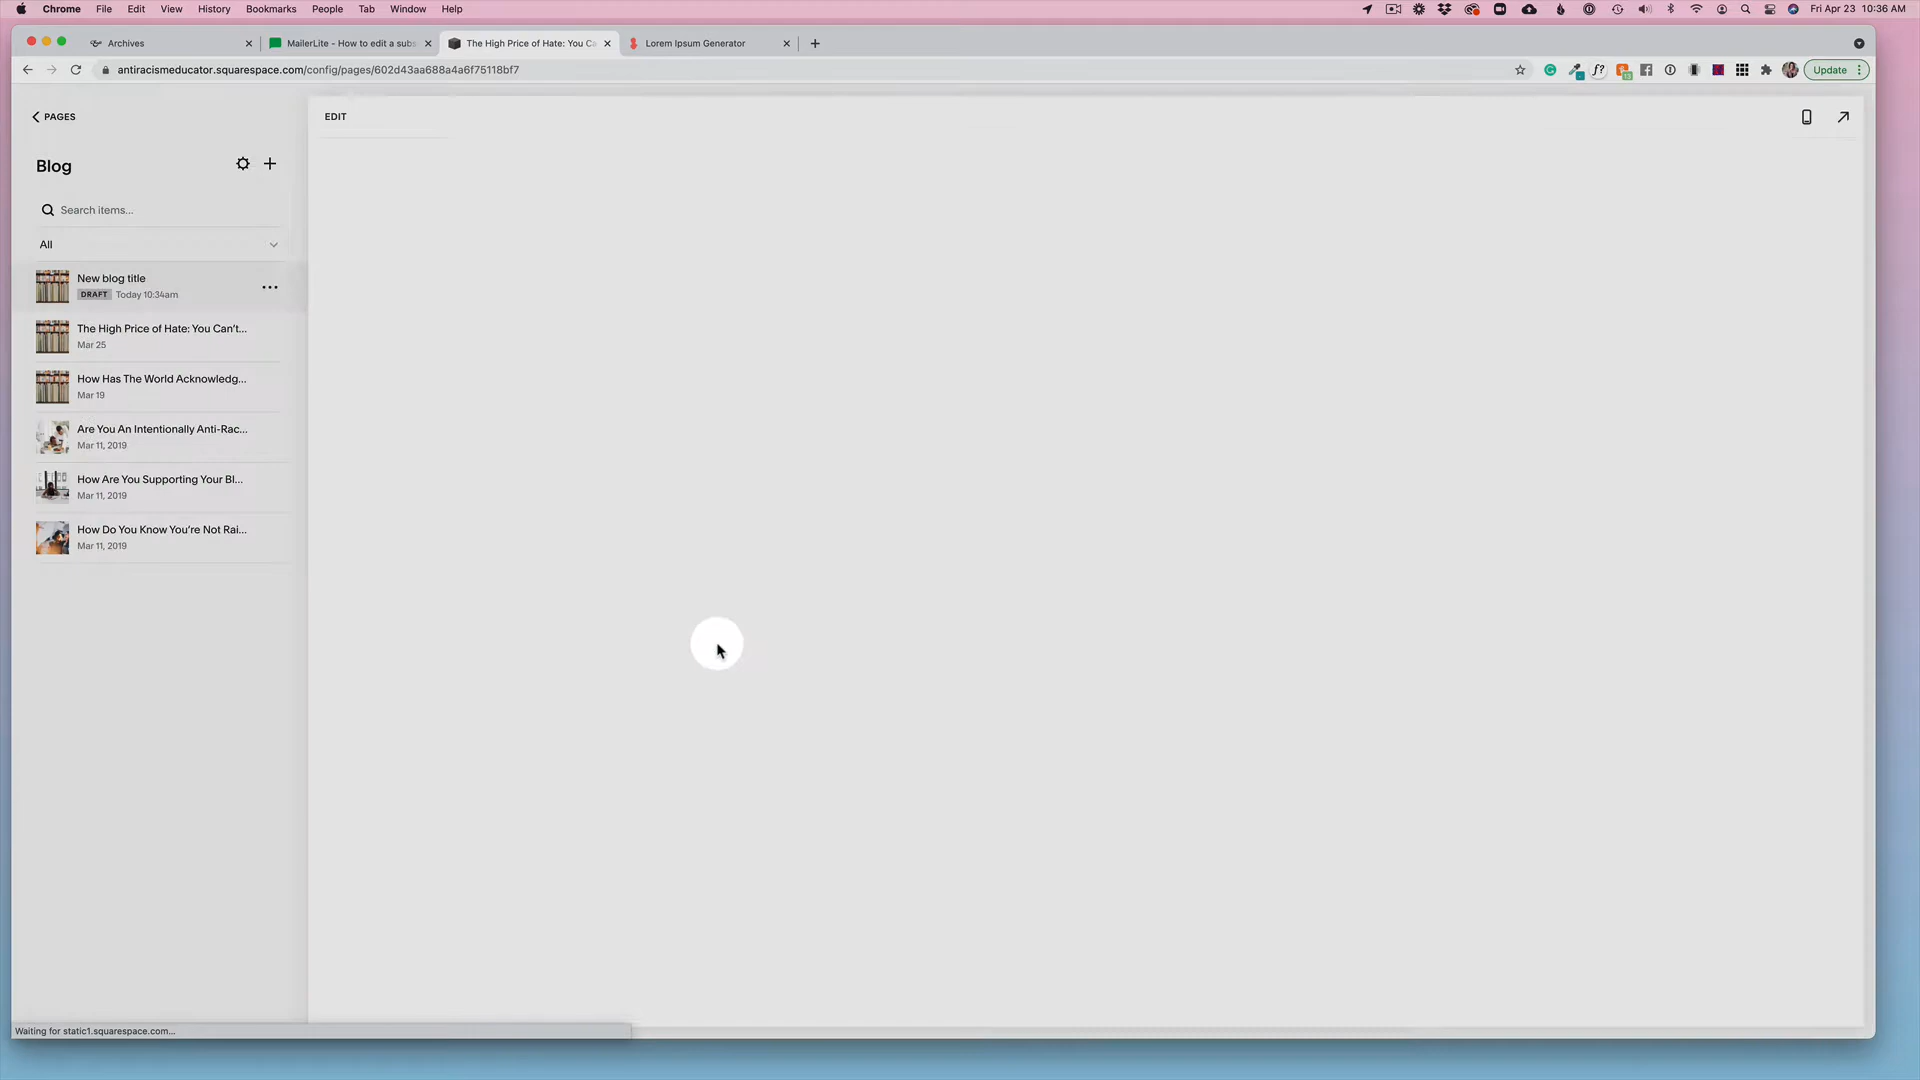 Chrome File Edit View History Bookmarks People Tab Window Help
Fri Apr 23 10:36 AM
Archives
MailerLite - How to edit a subs
The High Price of Hate: You Ca
Lorem Ipsum Generator
antiracismeducator.squarespace.com/config/pages/602d43aa688a4a6f75118bf7
f?
Update
PAGES
EDIT
Blog
Search items...
All
New blog title
DRAFT Today 10:34am
The High Price of Hate: You Can't...
Mar 25
How Has The World Acknowledg...
Mar 19
Are You An Intentionally Anti-Rac...
Mar 11, 2019
How Are You Supporting Your Bl...
Mar 11, 2019
How Do You Know You're Not Rai...
Mar 11, 2019
Waiting for static1.squarespace.com...